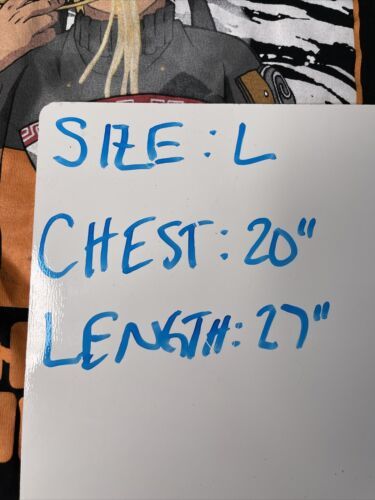 SIZE: L
CHEST: 20"
LENGTH: 27"